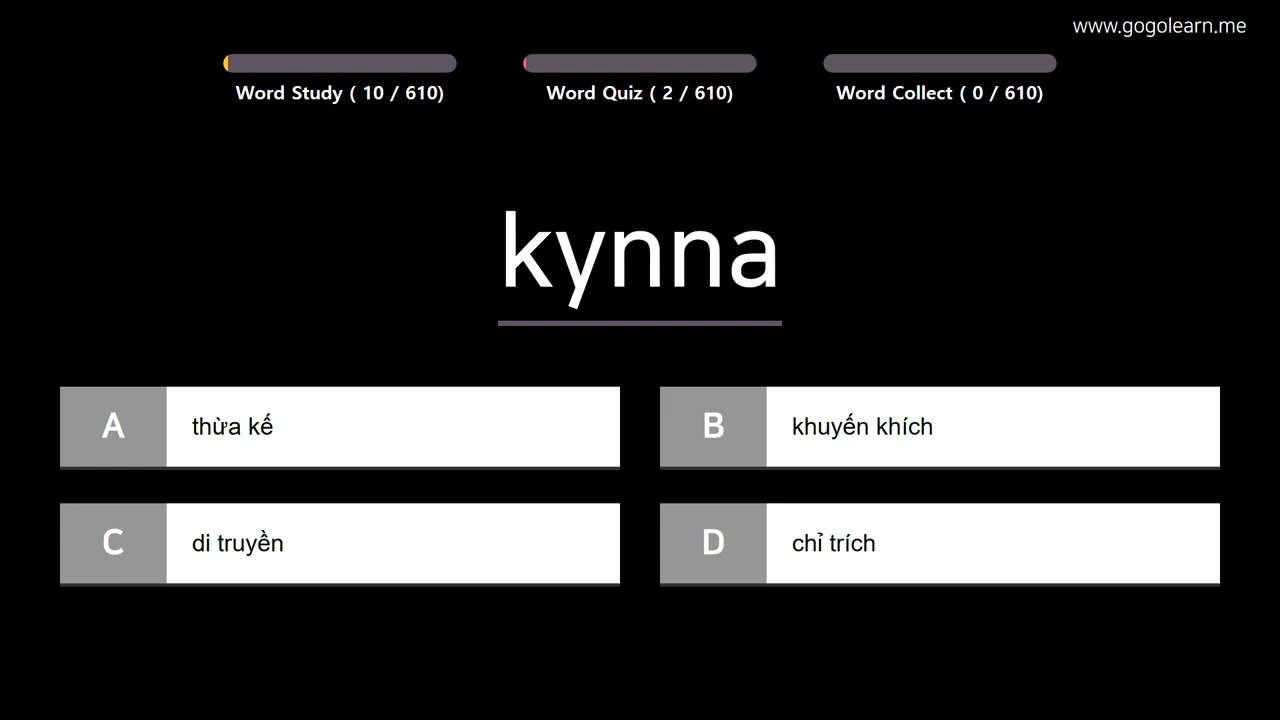 www.gogolearn.me
Word Study ( 10 / 610)
Word Quiz ( 2 / 610)
Word Collect ( 0 / 610)
kynna
A thừa kế
B khuyến khích
C di truyền
D chỉ trích